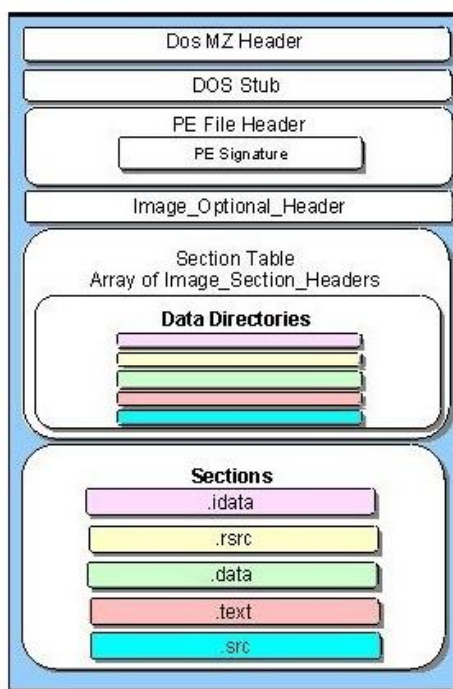 Dos MZ Header
DOS Stub
PE File Header
PE Signature
Image_Optional_Header
Section Table
Array of Image_Section_Headers
Data Directories
Sections
.idata
.rsrc
.data
.text
.src